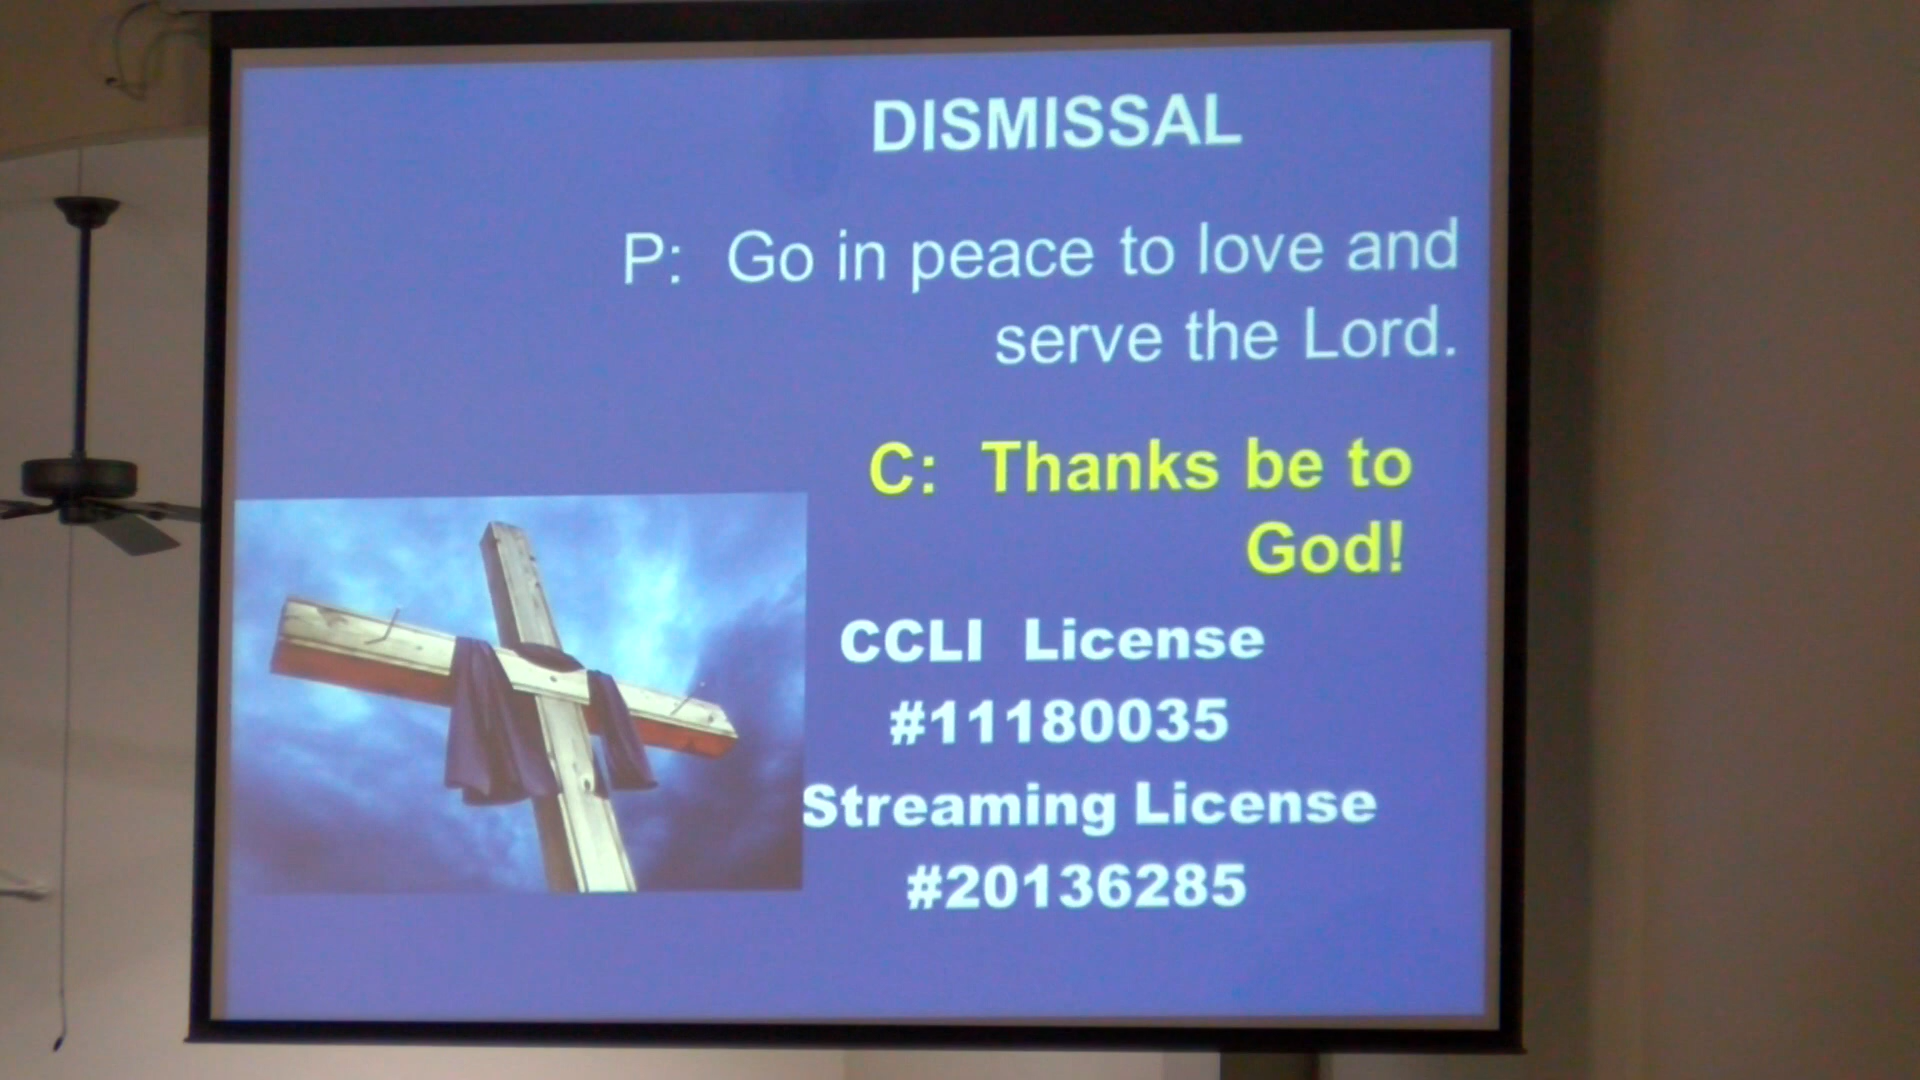 DISMISSAL
P: Go in peace to love and
serve the Lord.
C: Thanks be to
God!
CCLI License
#11180035
Streaming License
#20136285